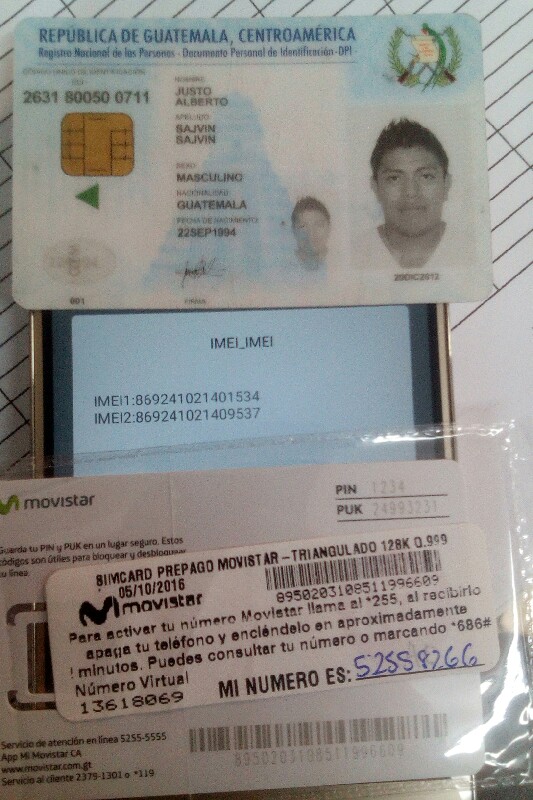 REPÚBLICA DE GUATEMALA, CENTROAMÉRICA
Registro Nacional de las Personas - Documento Personal de Identificación -DPI
CÓDIGO ÚNICO DE IDENTIFICACIÓN
CUI
2631 80050 0711
NOMBRE
JUSTO
ALBERTO
APELLIDO
SAJVIN
SAJVIN
SEXO
MASCULINO
NACIONALIDAD
GUATEMALA
FECHA DE NACIMIENTO
22SEP1994
20DIC2012
601
FIRMA
IMEI_IMEI
IMEI1:869241021401534
IMEI2:869241021409537
movistar
PIN 1234
PUK 24993231
Guarda tu PIN y PUK en un lugar seguro. Estos
códigos son útiles para bloquear y desbloquear
tu línea.
SIMCARD PREPAGO MOVISTAR -TRIANGULADO 128K 0.999
05/10/2016
8950203108511996609
movistar
Para activar tu número Movistar llama al *255, al recibirlo
apaga tu teléfono y enciéndelo en aproximadamente
minutos. Puedes consultar tu número o marcando *686#
Número Virtual
13618069
MI NUMERO ES: 52558266
Servicio de atención en línea 5255-5555
App Mi Movistar CA
www.movistar.com.gt
Servicio al cliente 2379-1301 o *119
8950203108511996609